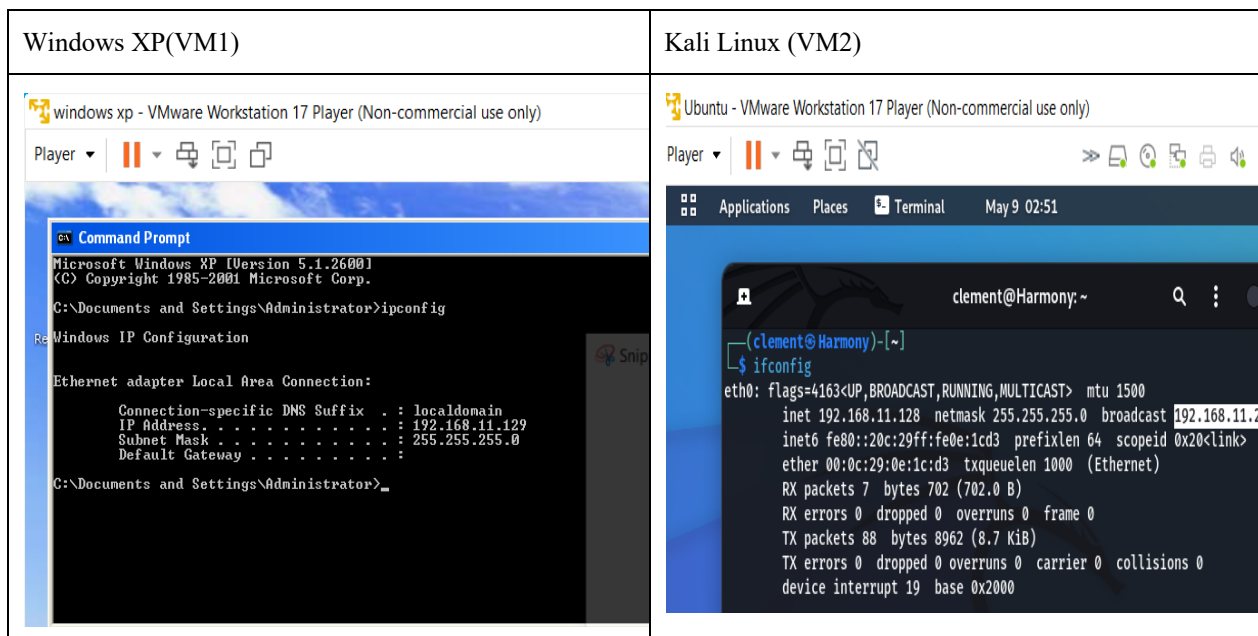 Windows XP(VM1)
Kali Linux (VM2)
windows xp - VMware Workstation 17 Player (Non-commercial use only)
Player
Command Prompt
Microsoft Windows XP [Version 5.1.2600]
(C) Copyright 1985-2001 Microsoft Corp.
C:\Documents and Settings\Administrator>ipconfig
Re
Windows IP Configuration
Snip
Ethernet adapter Local Area Connection:
Connection-specific DNS Suffix  . : localdomain
IP Address. . . . . . . . . . . . : 192.168.11.129
Subnet Mask . . . . . . . . . . . : 255.255.255.0
Default Gateway . . . . . . . . . :
C:\Documents and Settings\Administrator>_
Ubuntu - VMware Workstation 17 Player (Non-commercial use only)
Player
Applications Places Terminal May 9 02:51
clement@Harmony: ~
(clement㉿Harmony)-[~]
$ ifconfig
eth0: flags=4163<UP,BROADCAST,RUNNING,MULTICAST>  mtu 1500
inet 192.168.11.128  netmask 255.255.255.0  broadcast 192.168.11.2
inet6 fe80::20c:29ff:fe0e:1cd3  prefixlen 64  scopeid 0x20<link>
ether 00:0c:29:0e:1c:d3  txqueuelen 1000  (Ethernet)
RX packets 7  bytes 702 (702.0 B)
RX errors 0  dropped 0  overruns 0  frame 0
TX packets 88  bytes 8962 (8.7 KiB)
TX errors 0  dropped 0 overruns 0  carrier 0  collisions 0
device interrupt 19  base 0x2000